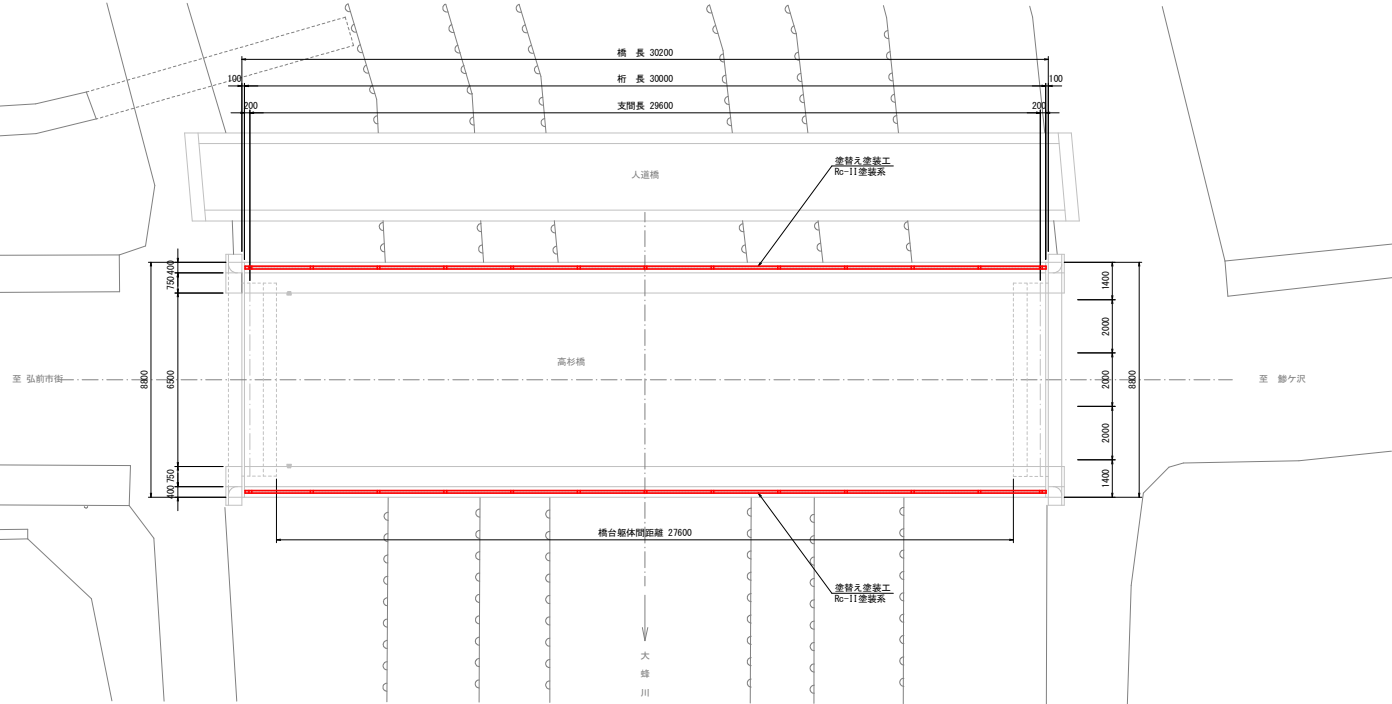 橋　長 30200
100
桁　長 30000
100
200
支間長 29600
200
塗替え塗装工
Rc-II塗装系
人道橋
400
750
8800
6500
750
400
高杉橋
至 弘前市街
1400
2000
2000
2000
1400
8800
至　鰺ケ沢
橋台躯体間距離 27600
塗替え塗装工
Rc-II塗装系
大
蜂
川